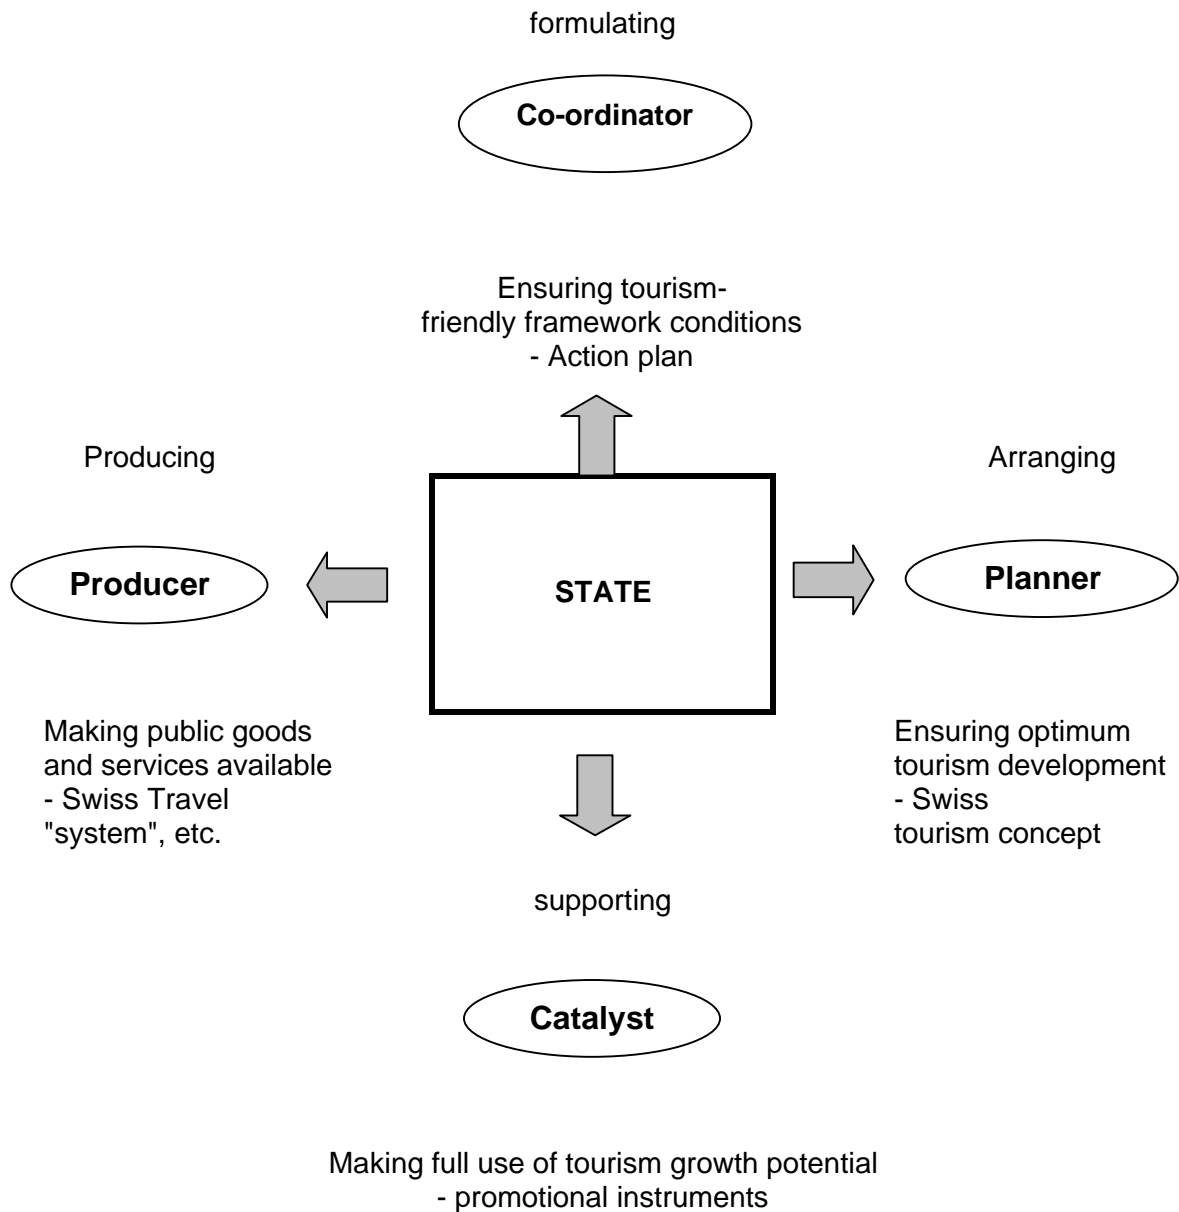 formulating
Co-ordinator
Ensuring tourism-
friendly framework conditions
- Action plan
Producing
Arranging
Producer
STATE
Planner
Making public goods
and services available
- Swiss Travel
"system", etc.
Ensuring optimum
tourism development
- Swiss
tourism concept
supporting
Catalyst
Making full use of tourism growth potential
- promotional instruments